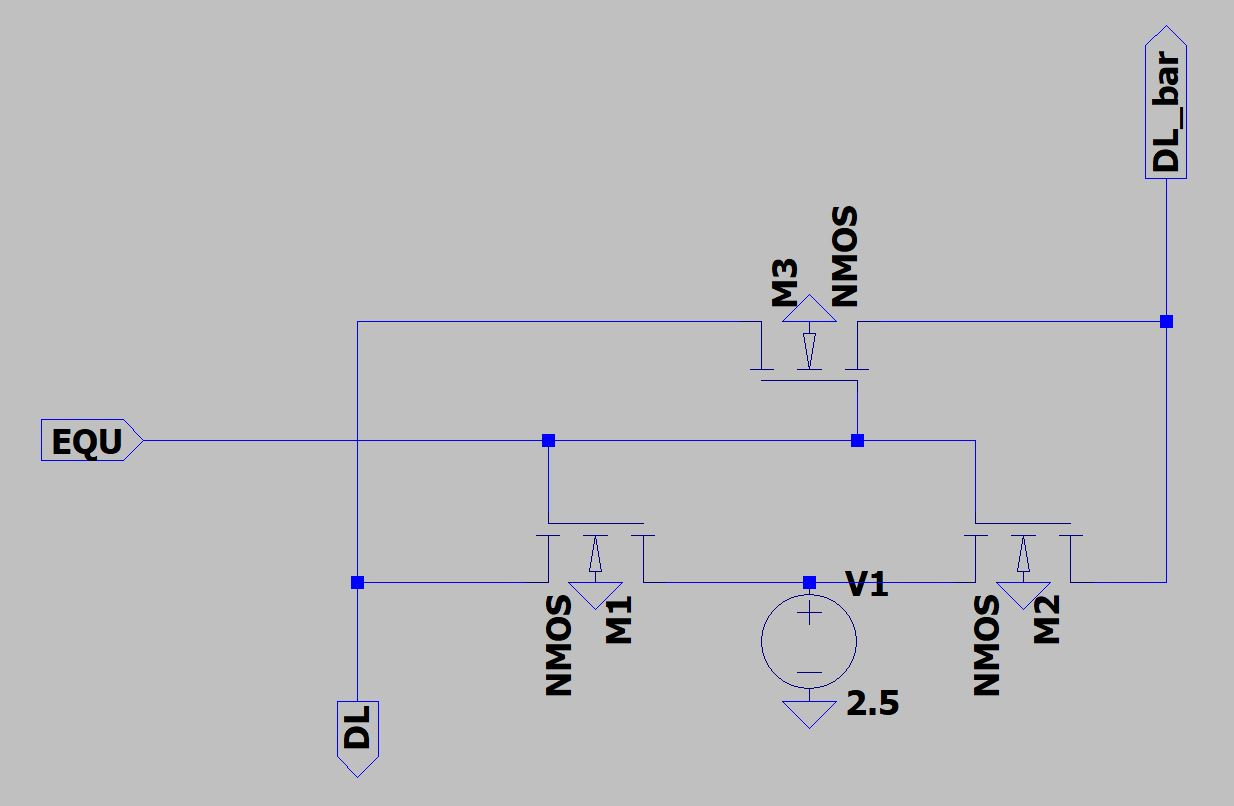 DL_bar
M3
NMOS
EQU
NMOS
M1
V1
2.5
NMOS
M2
DL